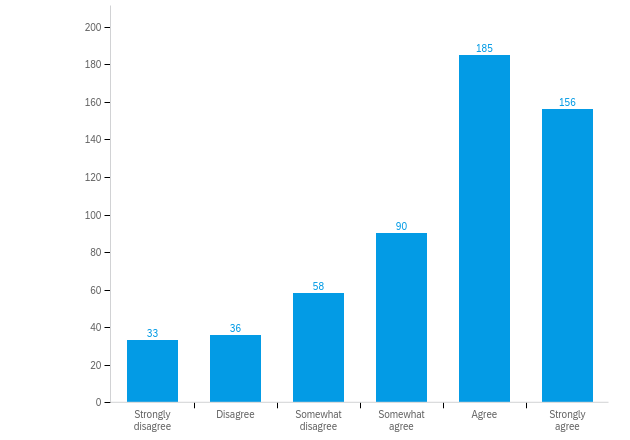 200
180
160
140
120
100
80
60
40
20
0
33
36
58
90
185
156
Strongly
disagree
Disagree
Somewhat
disagree
Somewhat
agree
Agree
Strongly
agree